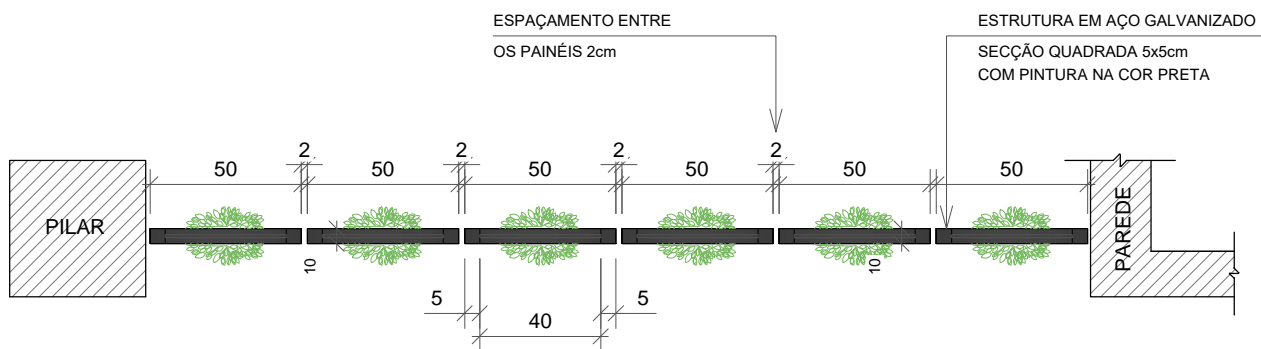 ESPAÇAMENTO ENTRE
OS PAINÉIS 2cm
ESTRUTURA EM AÇO GALVANIZADO
SECÇÃO QUADRADA 5x5cm
COM PINTURA NA COR PRETA
50 2, 50 2, 50 2, 50 2, 50 50
PILAR
PAREDE
10 10
5 5
40